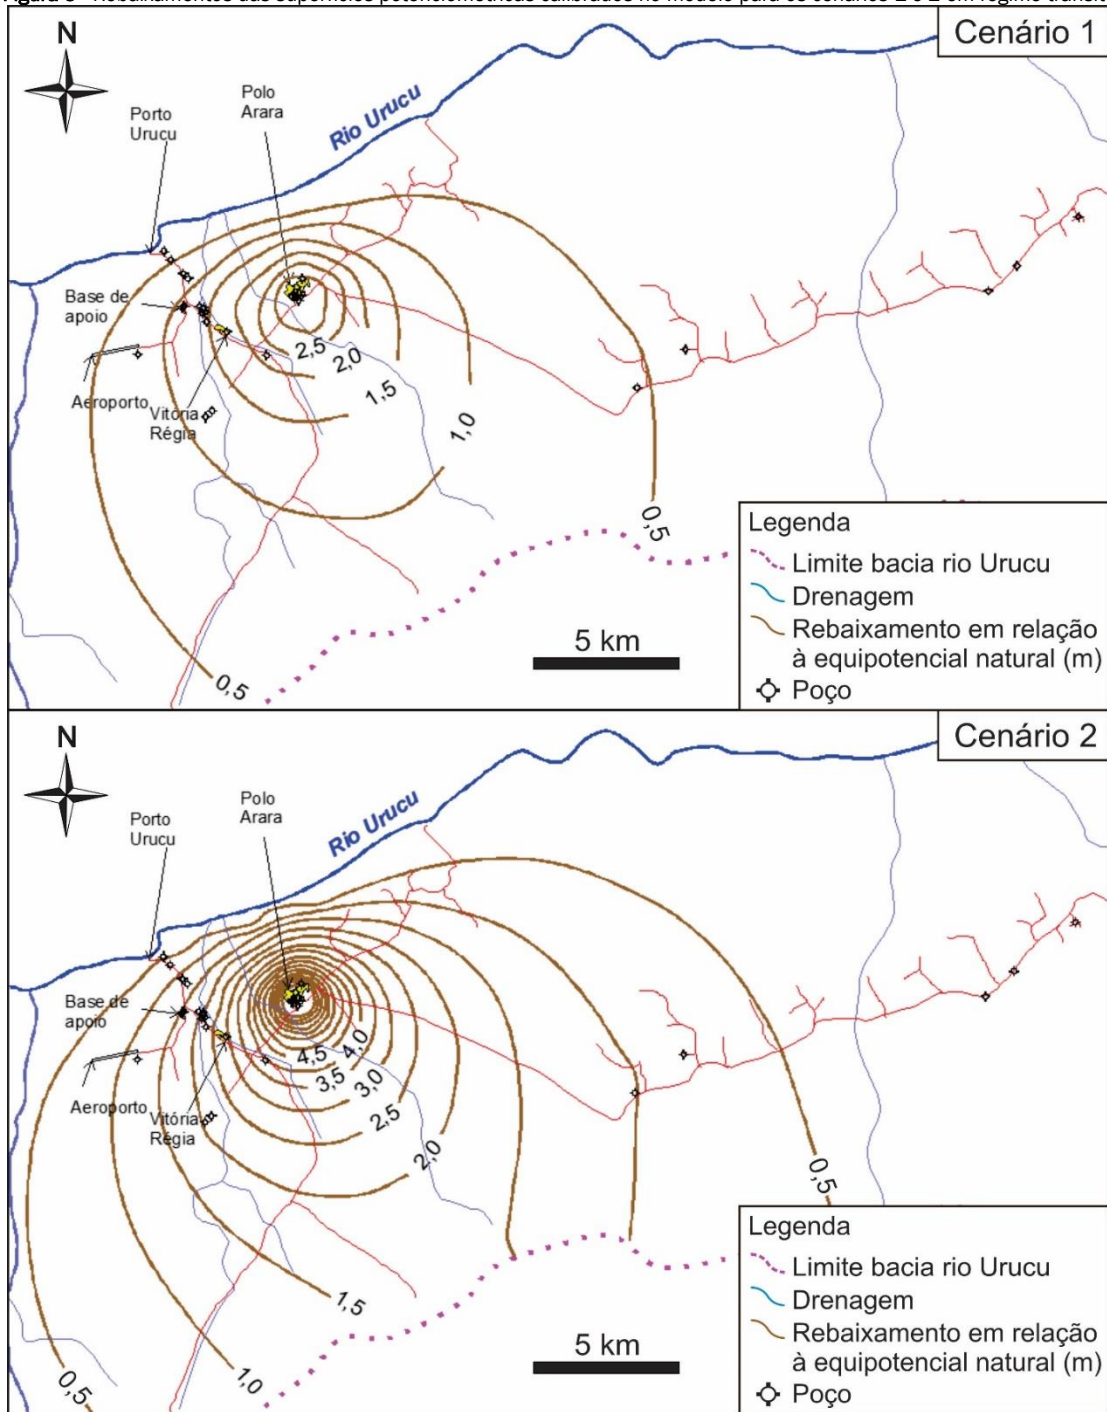 Cenário 1
N
Polo
Arara
Porto
Urucu
Rio Urucu
Base de
apoio
2,5
2,0
Aeroporto
Vitória
Régia
1,5
1,0
0,5
0,5
Legenda
Limite bacia rio Urucu
Drenagem
Rebaixamento em relação
à equipotencial natural (m)
Poço
5 km
Cenário 2
N
Polo
Arara
Porto
Urucu
Rio Urucu
Base de
apoio
4,5
4,0
3,5
3,0
Aeroporto
Vitória
Régia
2,5
2,0
0,5
1,5
1,0
0,5
Legenda
Limite bacia rio Urucu
Drenagem
Rebaixamento em relação
à equipotencial natural (m)
Poço
5 km